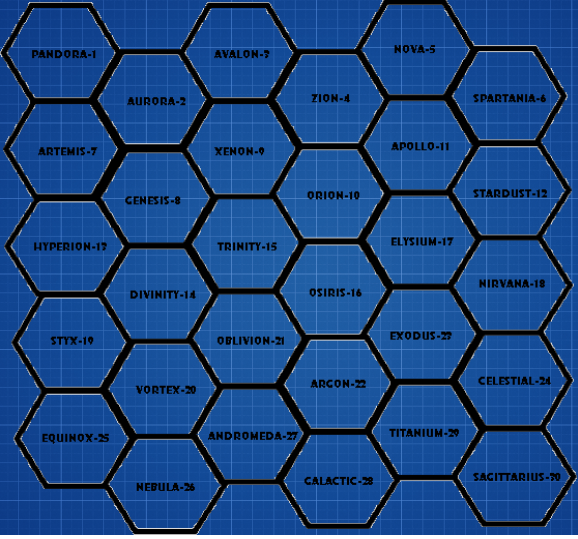 PANDORA-1
AURORA-2
AVALON-3
ZION-4
NOVA-5
SPARTANIA-6
ARTEMIS-7
GENESIS-8
XENON-9
ORION-10
APOLLO-11
STARDUST-12
HYPERION-13
DIVINITY-14
TRINITY-15
OSIRIS-16
ELYSIUM-17
NIRVANA-18
STYX-19
VORTEX-20
OBLIVION-21
ARGON-22
EXODUS-23
CELESTIAL-24
EQUINOX-25
NEBULA-26
ANDROMEDA-27
GALACTIC-28
TITANIUM-29
SAGITTARIUS-30